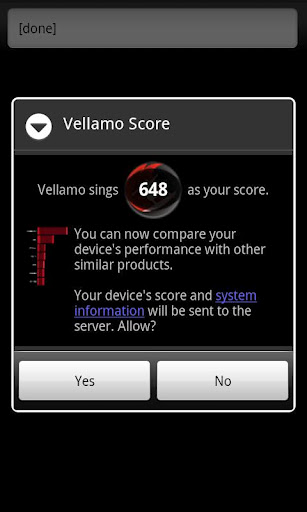 [done]
Vellamo Score
Vellamo sings 648 as your score.
You can now compare your
device's performance with other
similar products.
Your device's score and system
information will be sent to the
server. Allow?
Yes No